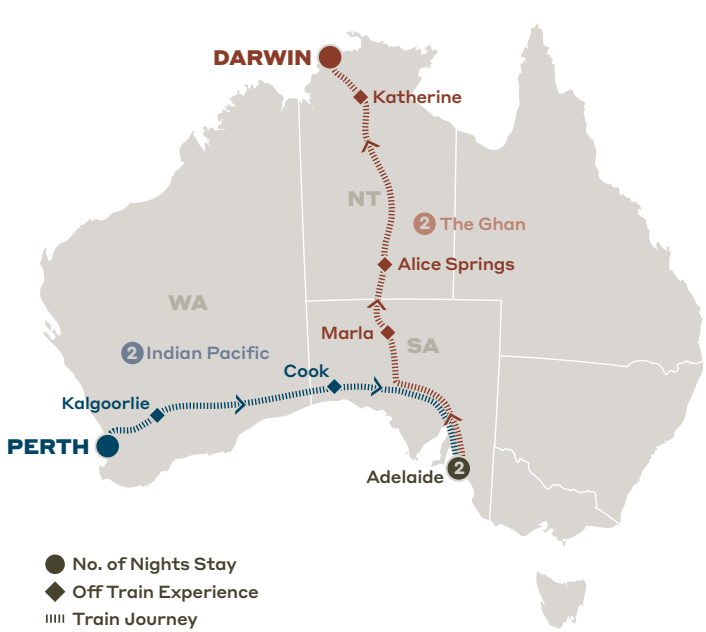 DARWIN
Katherine
NT
2 The Ghan
Alice Springs
WA
Marla
SA
2 Indian Pacific
Cook
Kalgoorlie
PERTH
Adelaide 2
No. of Nights Stay
Off Train Experience
Train Journey